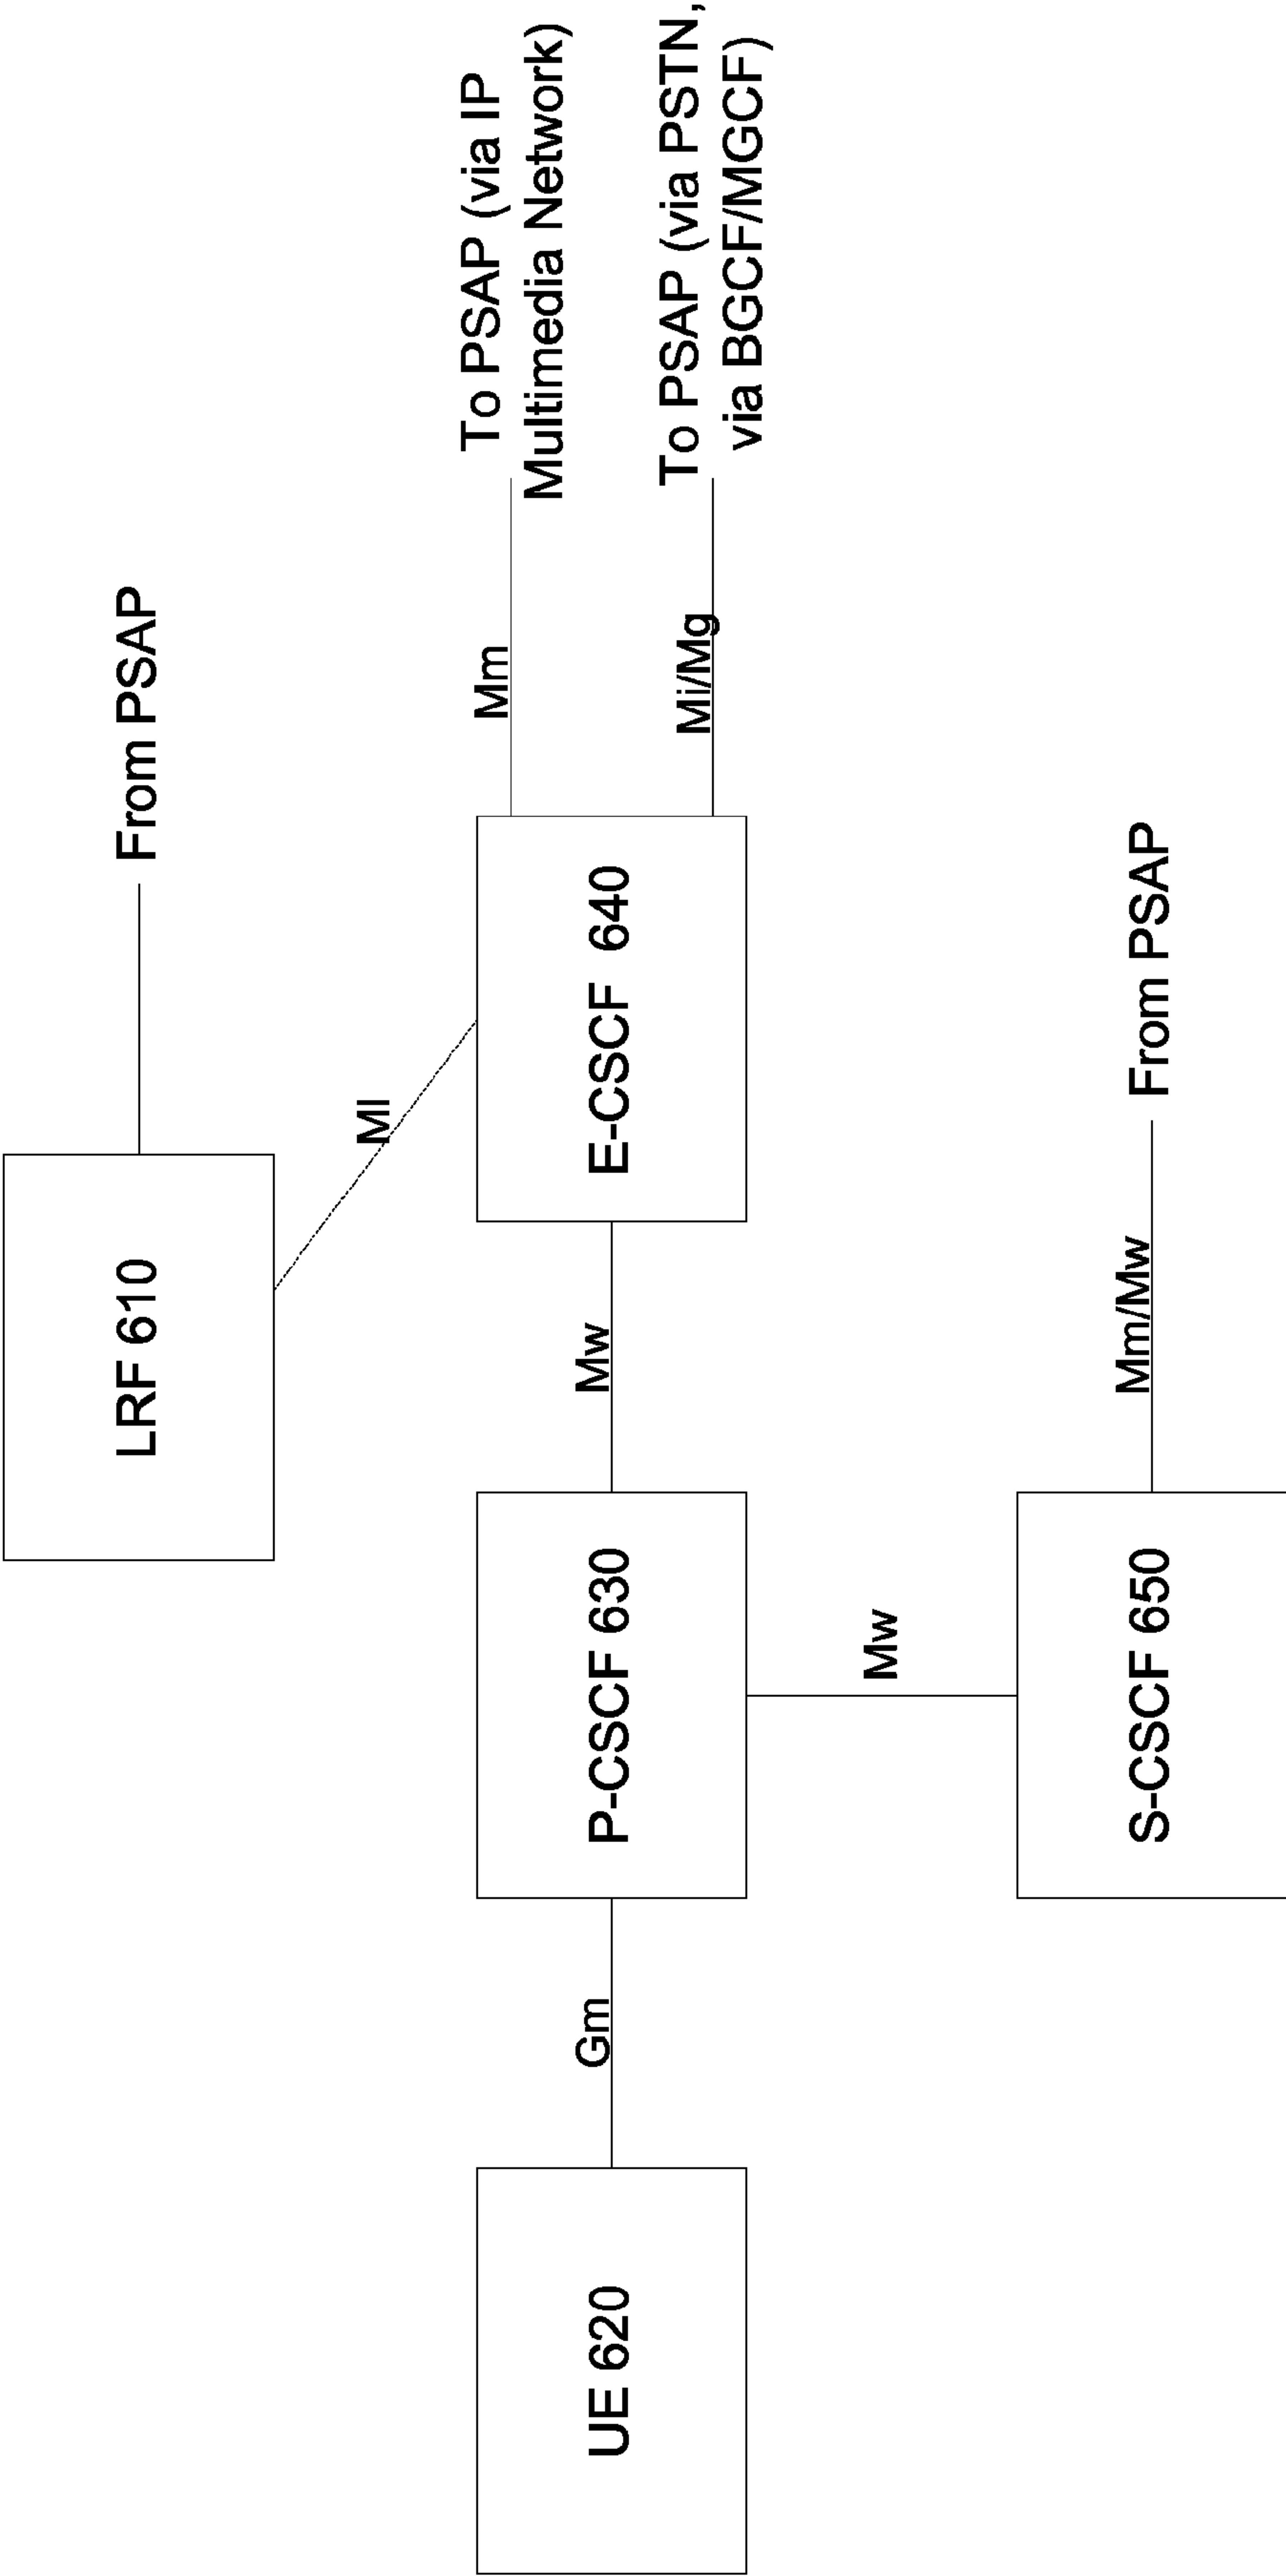 LRF 610
From PSAP
Ml
To PSAP (via IP
Multimedia Network)
Mm
UE 620
Gm
P-CSCF 630
Mw
E-CSCF 640
Mi/Mg
To PSAP (via PSTN,
via BGCF/MGCF)
Mw
S-CSCF 650
Mm/Mw
From PSAP